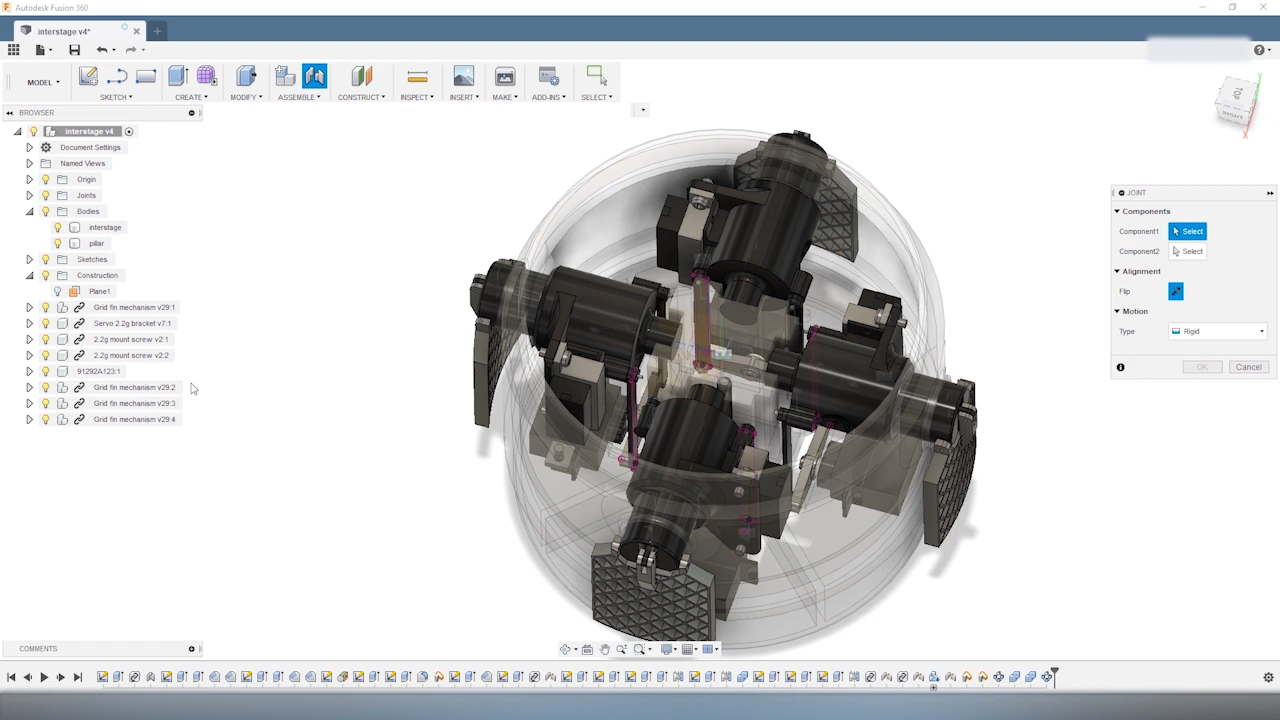 Autodesk Fusion 360
interstage v4*
MODEL
SKETCH
CREATE
MODIFY
ASSEMBLE
CONSTRUCT
INSPECT
INSERT
MAKE
ADD-INS
SELECT
BROWSER
interstage v4
Document Settings
Named Views
Origin
Joints
Bodies
interstage
pillar
Sketches
Construction
Plane1
Grid fin mechanism v29:1
Servo 2.2g bracket v7:1
2.2g mount screw v2:1
2.2g mount screw v2:2
91292A123:1
Grid fin mechanism v29:2
Grid fin mechanism v29:3
Grid fin mechanism v29:4
TOP
JOINT
Components
Component1 Select
Component2 Select
Alignment
Flip
Motion
Type Rigid
OK Cancel
COMMENTS